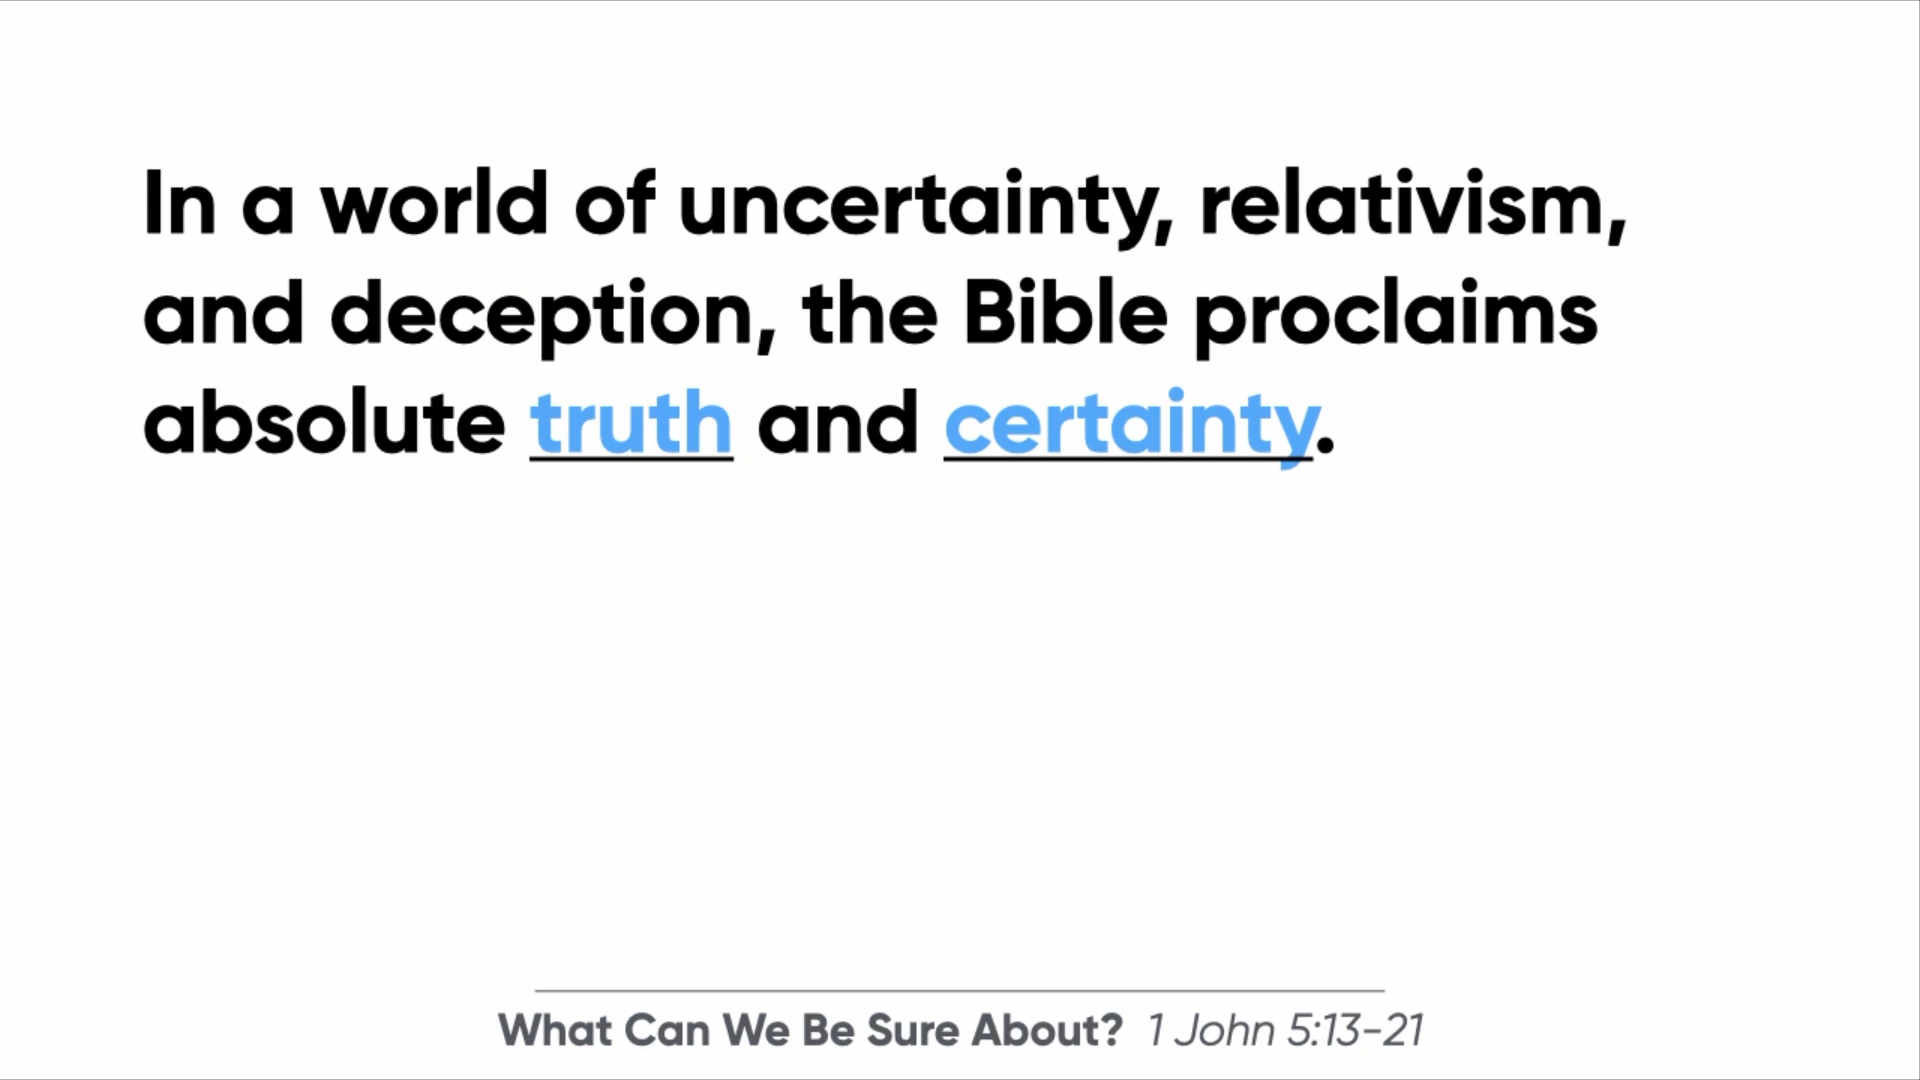 In a world of uncertainty, relativism,
and deception, the Bible proclaims
absolute truth and certainty.
What Can We Be Sure About? 1 John 5:13–21